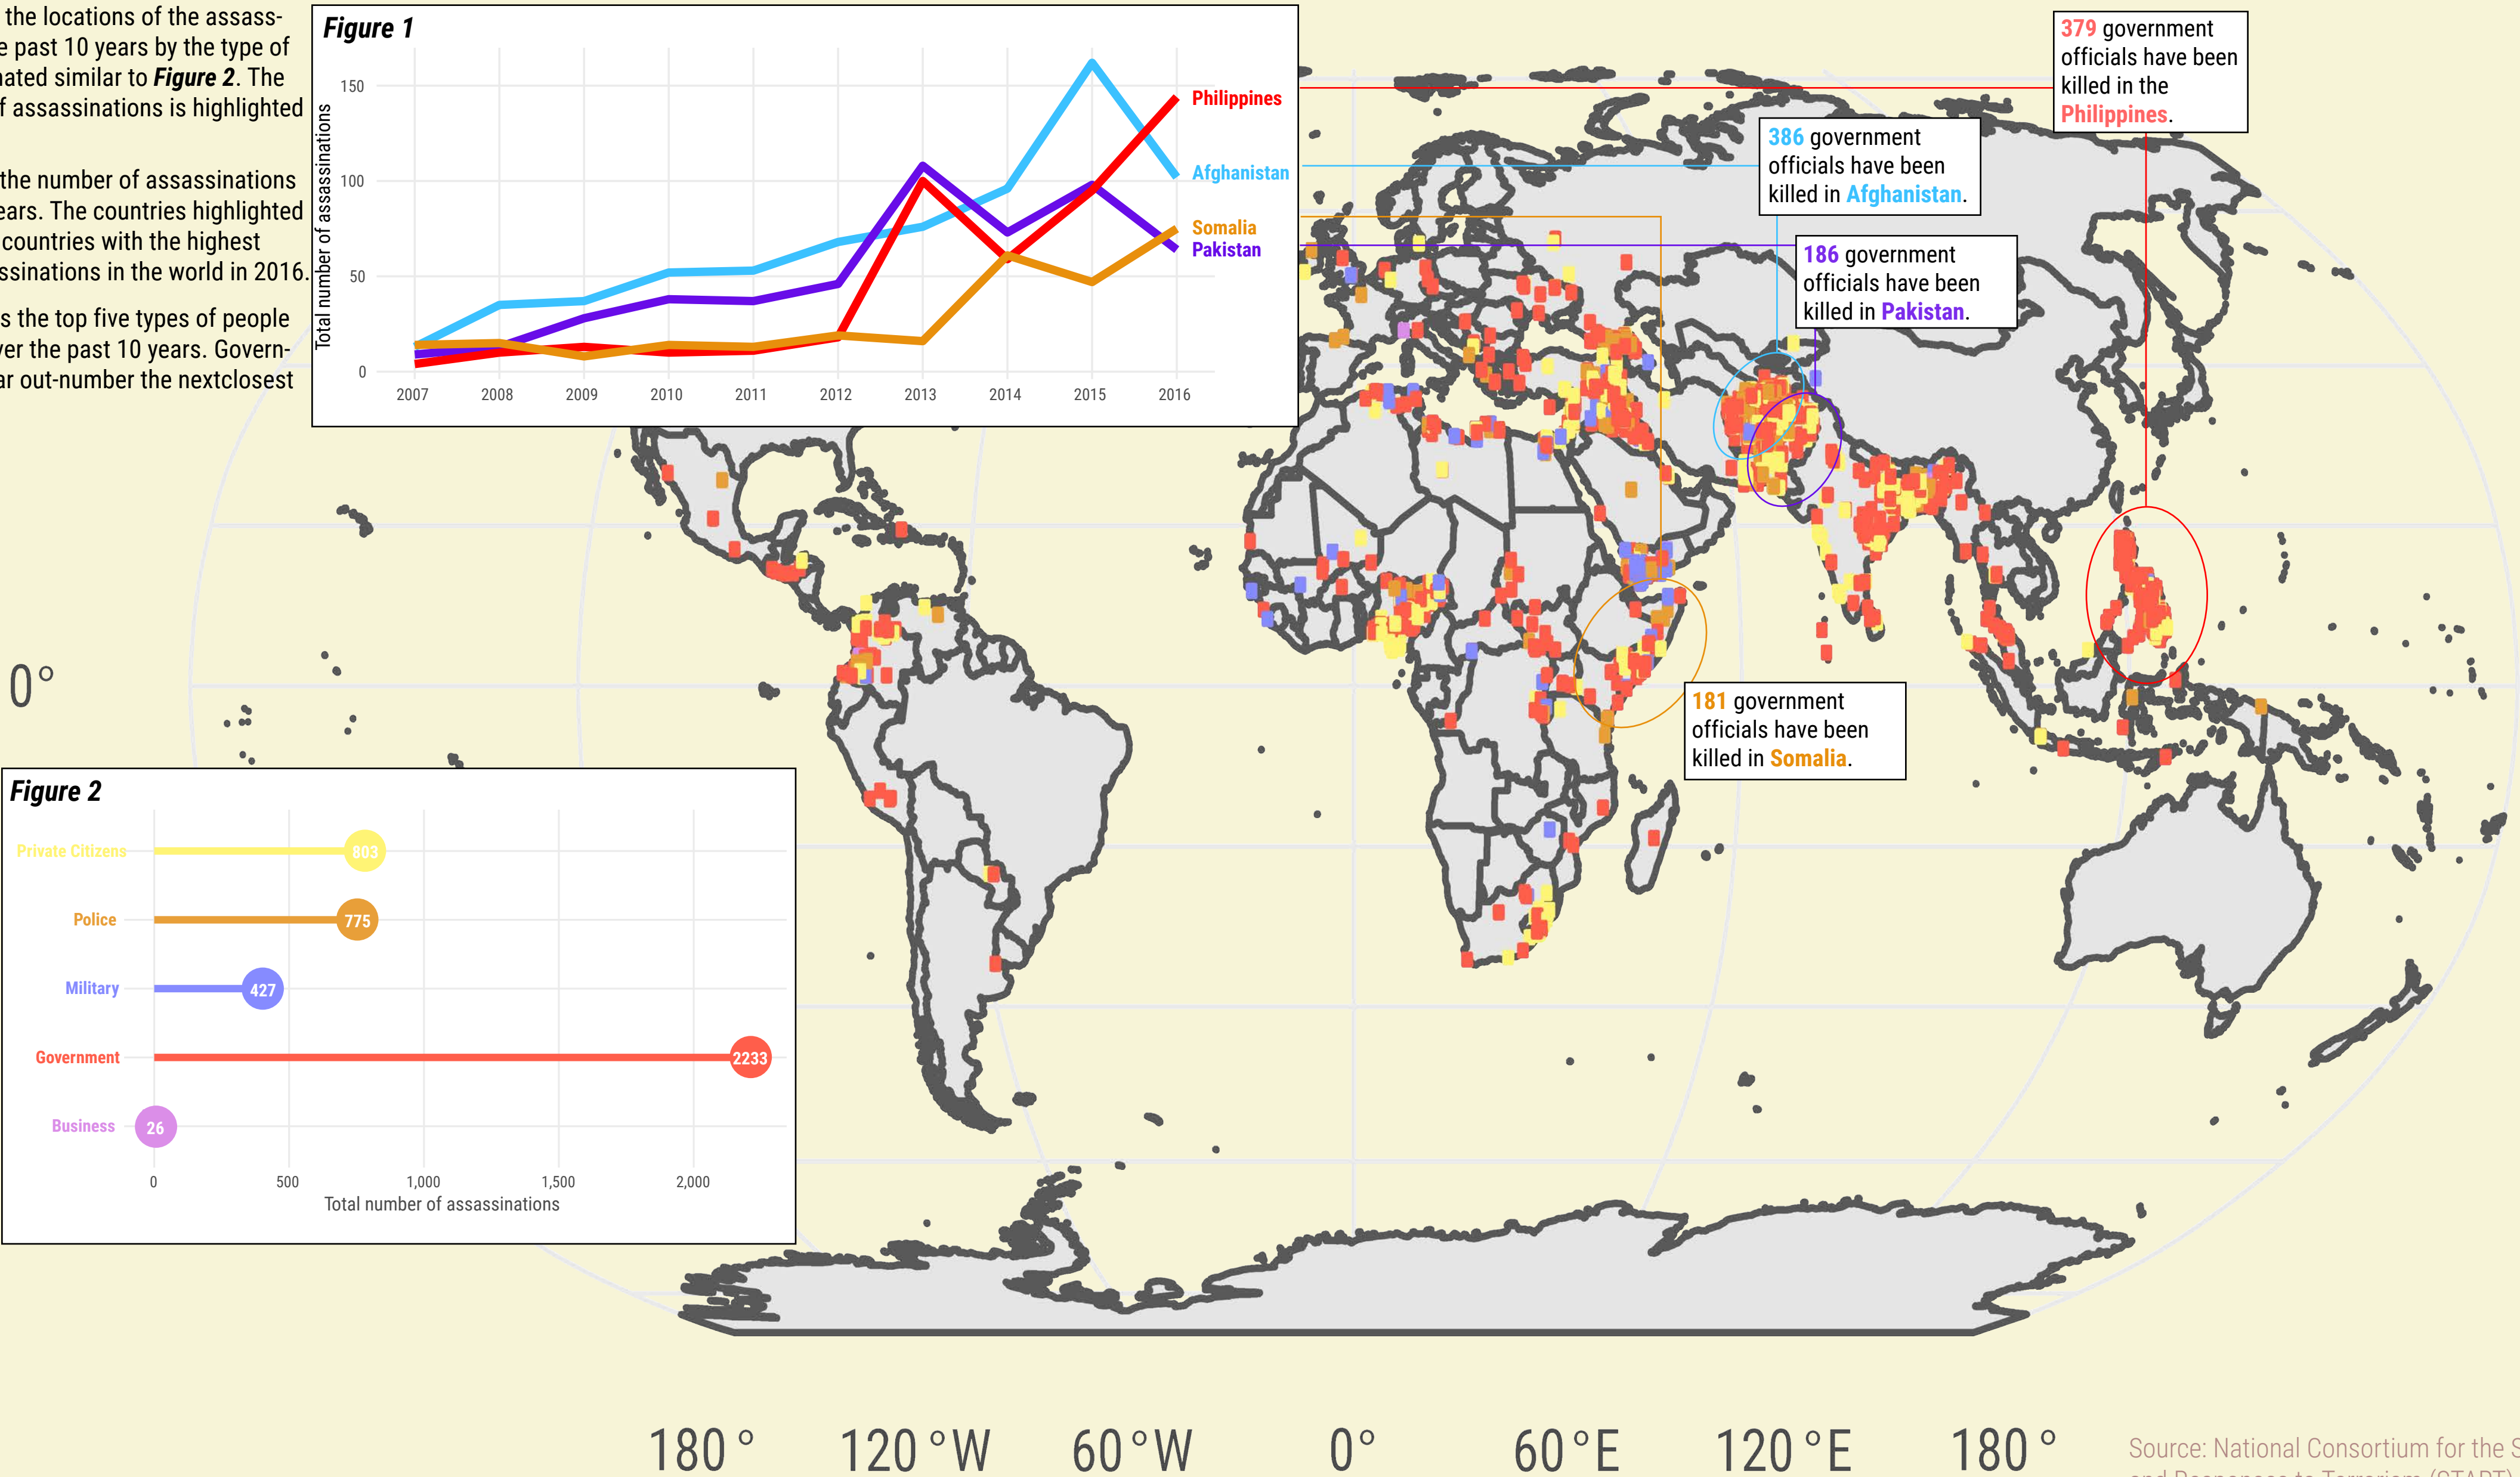 the locations of the assass-
past 10 years by the type of
similar to Figure 2. The
assassinations is highlighted
the number of assassinations
The countries highlighted
countries with the highest
in the world in 2016.
the top five types of people
the past 10 years. Govern-
out-number the nextclosest
Figure 1
Total number of assassinations
150
100
50
0
2007 2008 2009 2010 2011 2012 2013 2014 2015 2016
Philippines
Afghanistan
Somalia
Pakistan
379 government
officials have been
killed in the
Philippines.
386 government
officials have been
killed in Afghanistan.
186 government
officials have been
killed in Pakistan.
181 government
officials have been
killed in Somalia.
0°
Figure 2
Private Citizens 803
Police 775
Military 427
Government 2233
Business 26
0 500 1,000 1,500 2,000
Total number of assassinations
180° 120°W 60°W 0° 60°E 120°E 180°
Source: National Consortium for the S
and Responses to Terrorism (START)